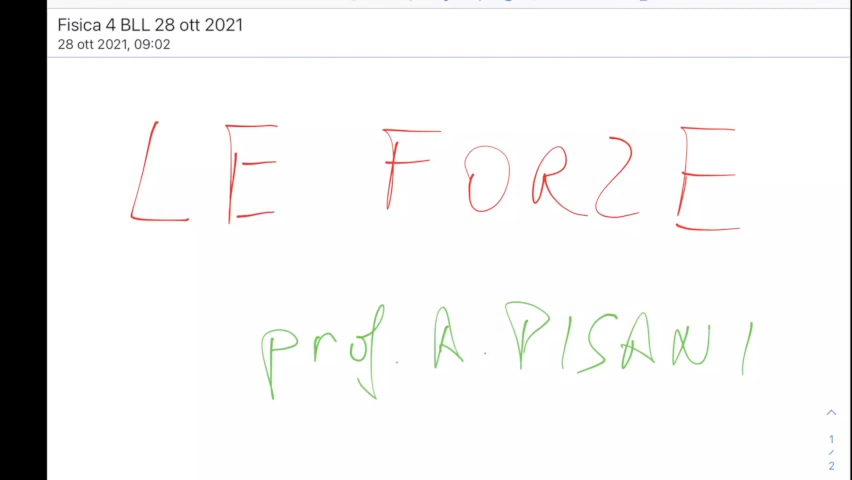 Fisica 4 BLL 28 ott 2021
28 ott 2021, 09:02
LE FORZE
prof. A. PISANI
1
/
2